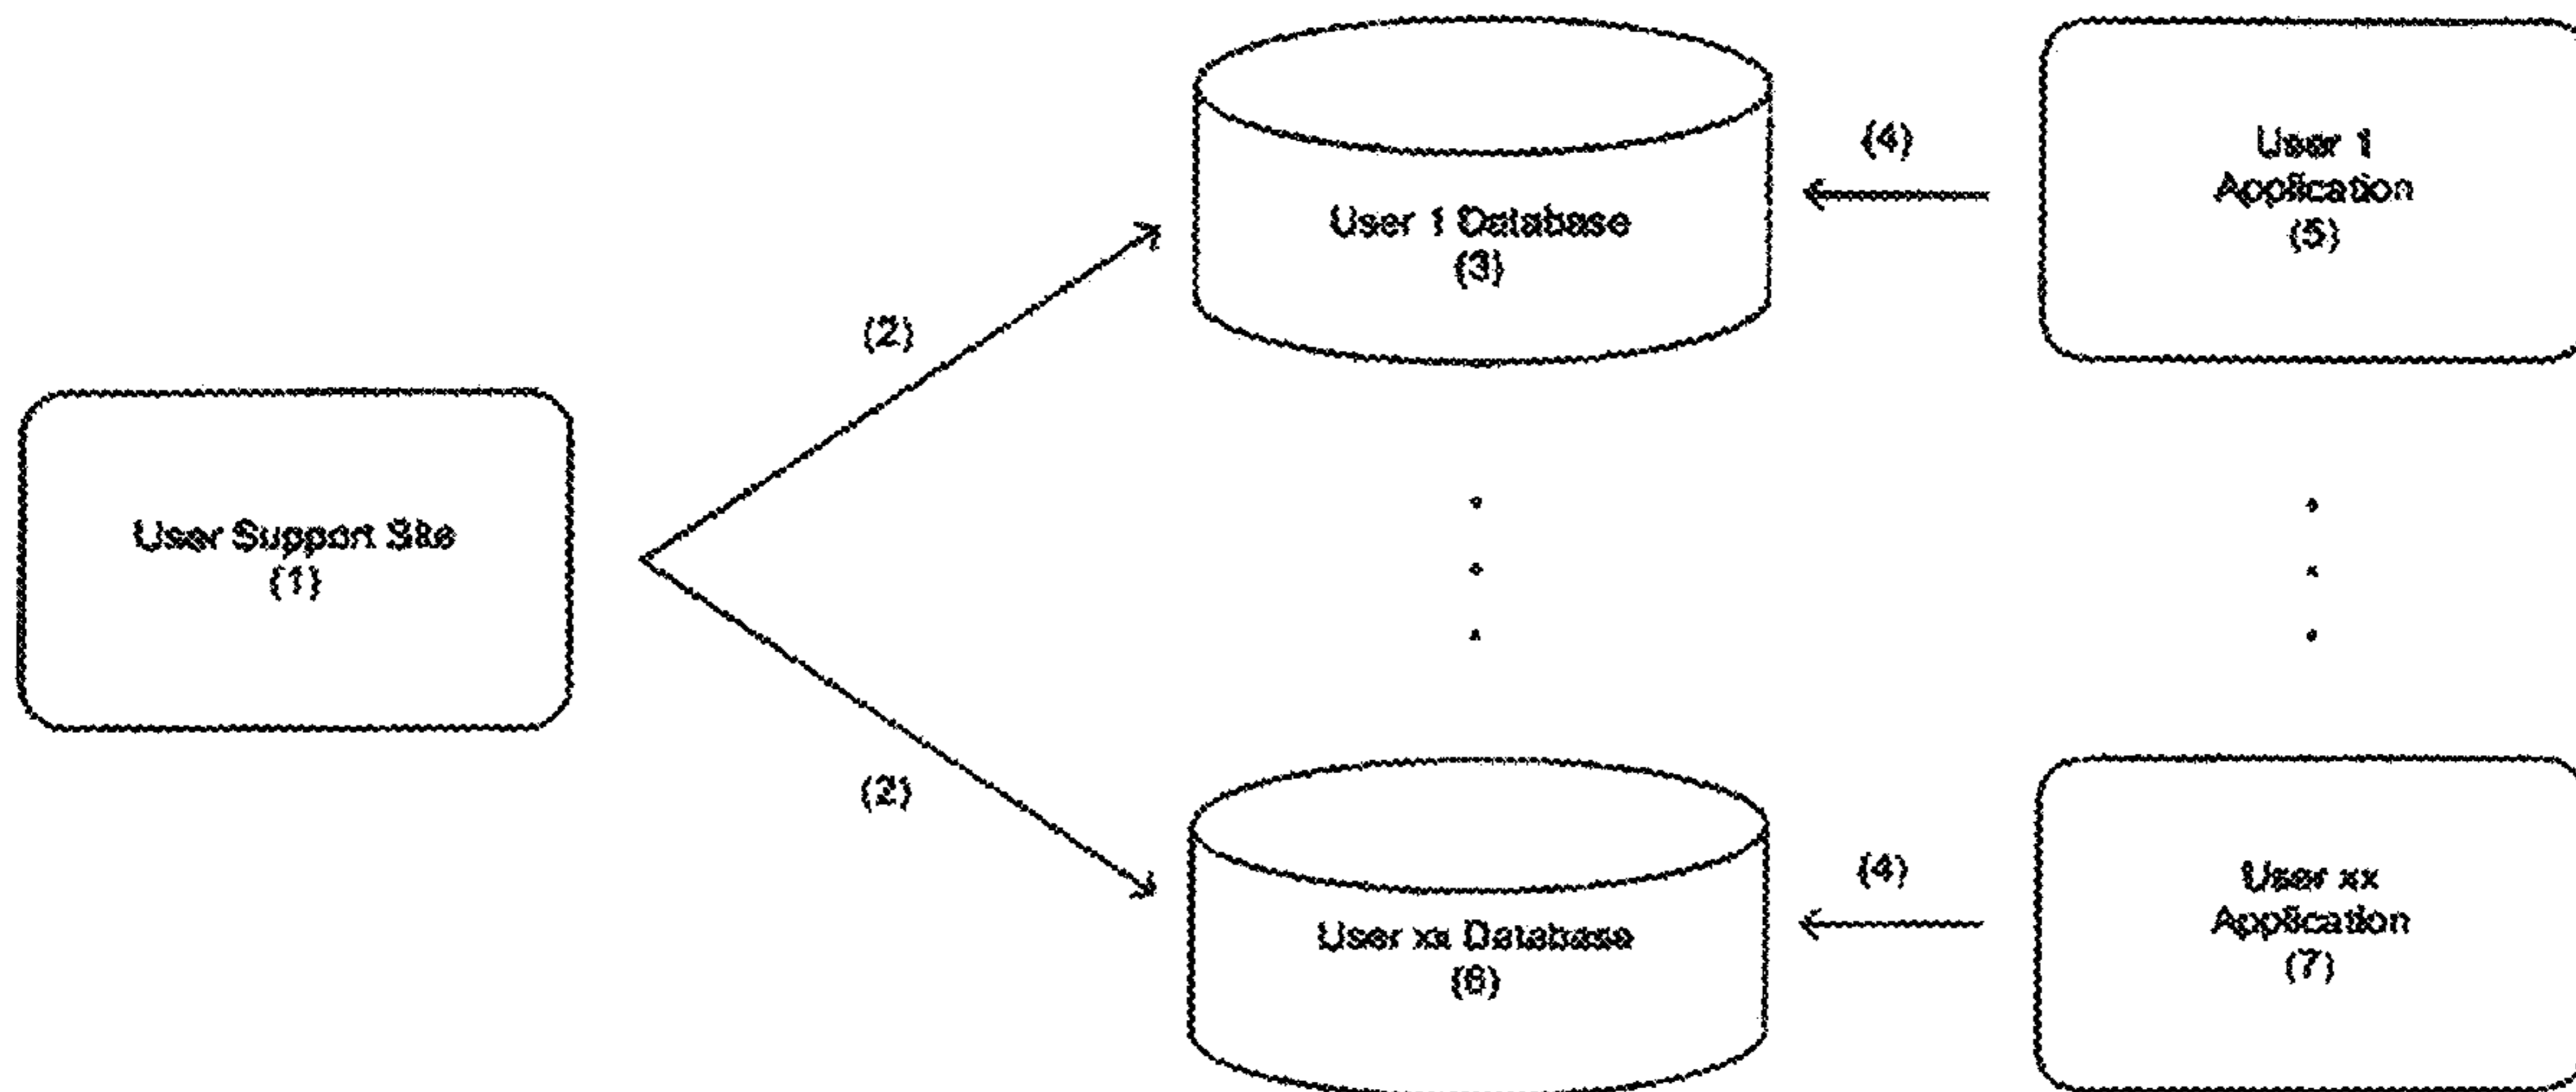 User 1 Database
(3)
(4)
User 1
Application
(5)
(2)
User Support Site
(1)
(2)
User xx Database
(6)
(4)
User xx
Application
(7)